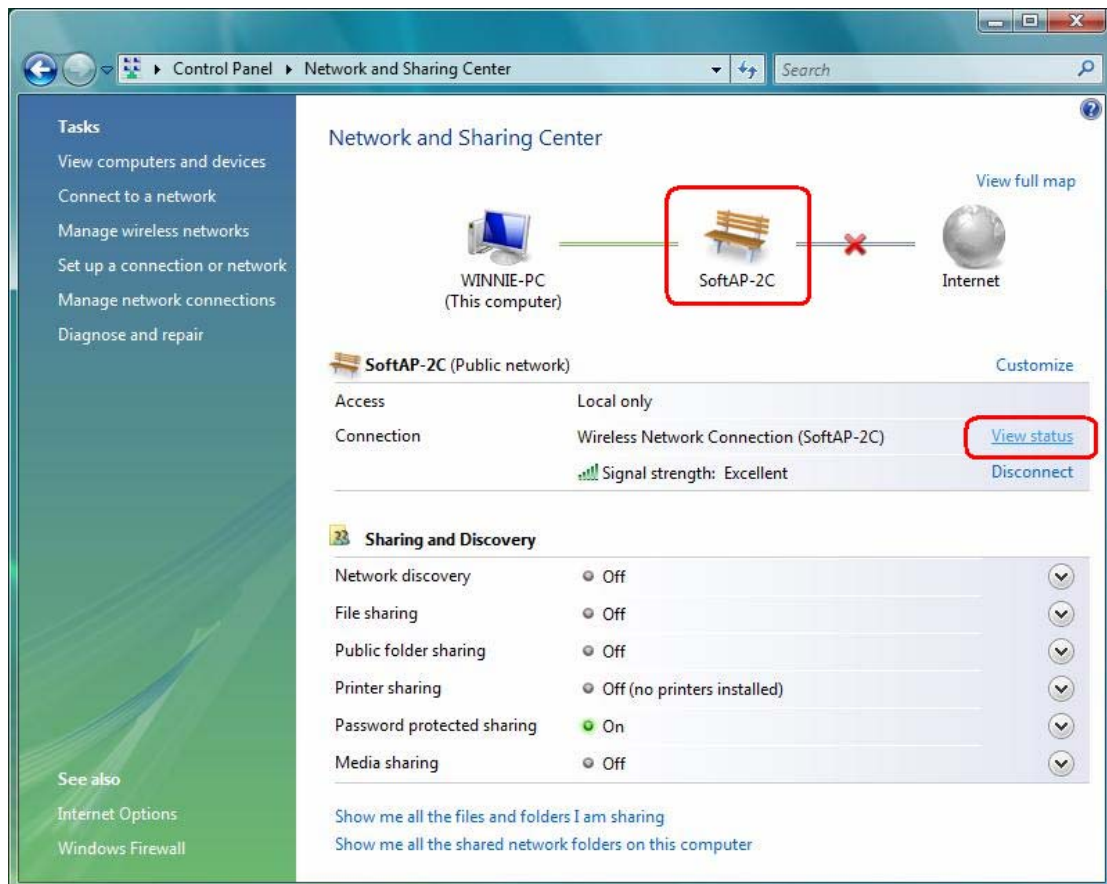 Control Panel ▸ Network and Sharing Center
Search
Tasks
View computers and devices
Connect to a network
Manage wireless networks
Set up a connection or network
Manage network connections
Diagnose and repair
See also
Internet Options
Windows Firewall
Network and Sharing Center
View full map
WINNIE-PC
(This computer)
SoftAP-2C
Internet
SoftAP-2C (Public network) Customize
Access Local only
Connection Wireless Network Connection (SoftAP-2C) View status
Signal strength: Excellent Disconnect
Sharing and Discovery
Network discovery Off
File sharing Off
Public folder sharing Off
Printer sharing Off (no printers installed)
Password protected sharing On
Media sharing Off
Show me all the files and folders I am sharing
Show me all the shared network folders on this computer